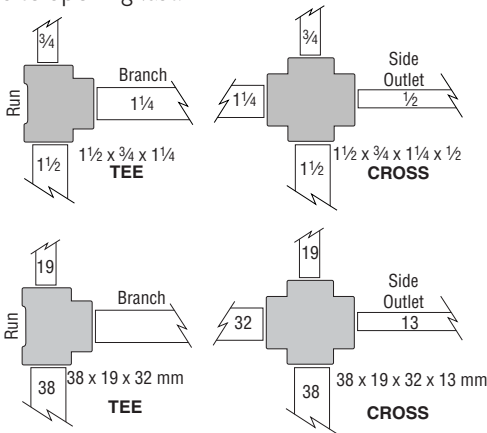 ¾
Branch
Run
1¼
1½
1½ x ¾ x 1¼
TEE
¾
Side
Outlet
1¼
½
1½
1½ x ¾ x 1¼ x ½
CROSS
19
Branch
Run
38
38 x 19 x 32 mm
TEE
19
Side
Outlet
32
13
38
38 x 19 x 32 x 13 mm
CROSS